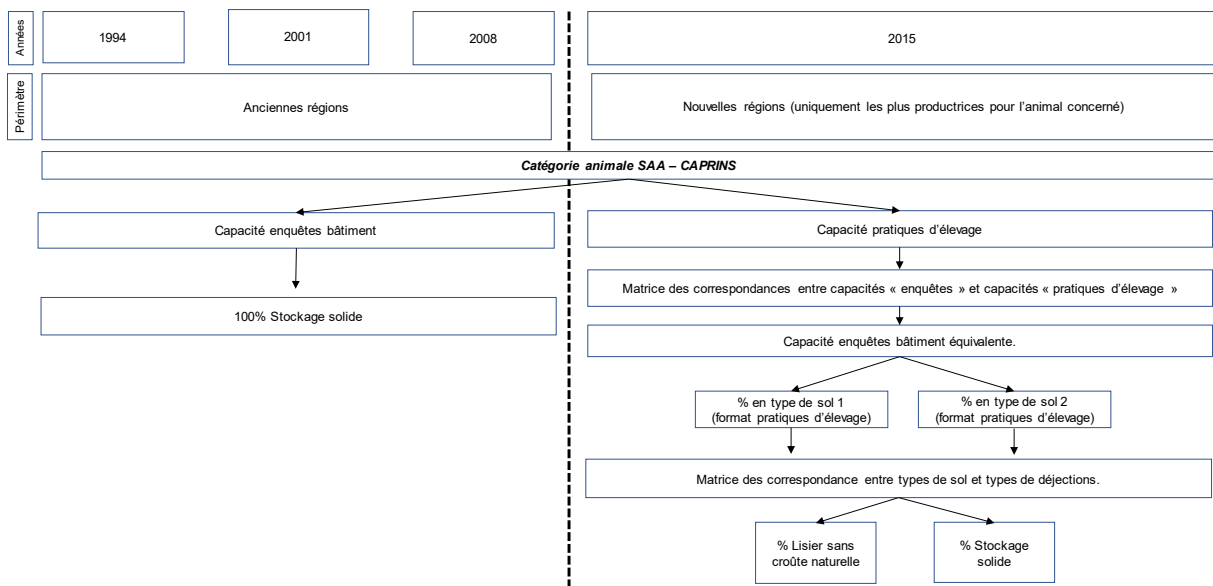 Années
1994
2001
2008
2015
Périmètre
Anciennes régions
Nouvelles régions (uniquement les plus productrices pour l'animal concerné)
Catégorie animale SAA – CAPRINS
Capacité enquêtes bâtiment
Capacité pratiques d'élevage
Matrice des correspondances entre capacités « enquêtes » et capacités « pratiques d'élevage »
100% Stockage solide
Capacité enquêtes bâtiment équivalente.
% en type de sol 1
(format pratiques d'élevage)
% en type de sol 2
(format pratiques d'élevage)
Matrice des correspondance entre types de sol et types de déjections.
% Lisier sans
croûte naturelle
% Stockage
solide